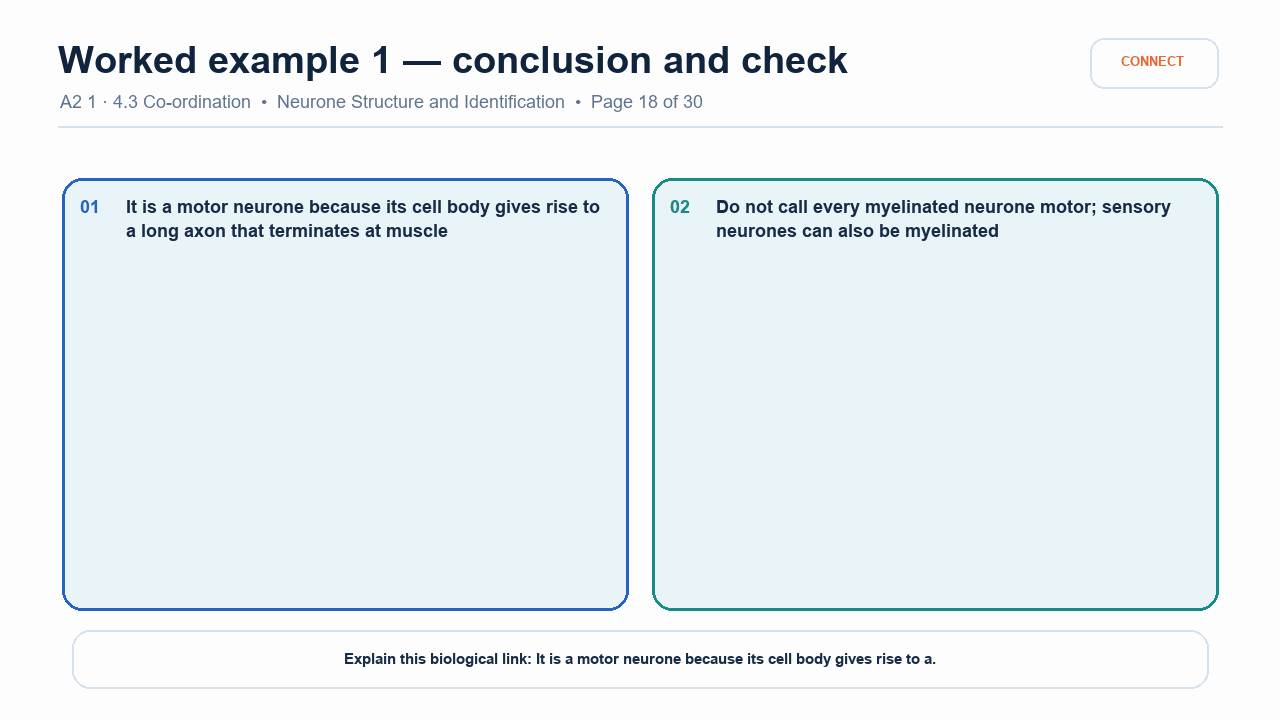 Worked example 1 — conclusion and check
CONNECT
A2 1 · 4.3 Co-ordination • Neurone Structure and Identification • Page 18 of 30
01 It is a motor neurone because its cell body gives rise to
a long axon that terminates at muscle
02 Do not call every myelinated neurone motor; sensory
neurones can also be myelinated
Explain this biological link: It is a motor neurone because its cell body gives rise to a.